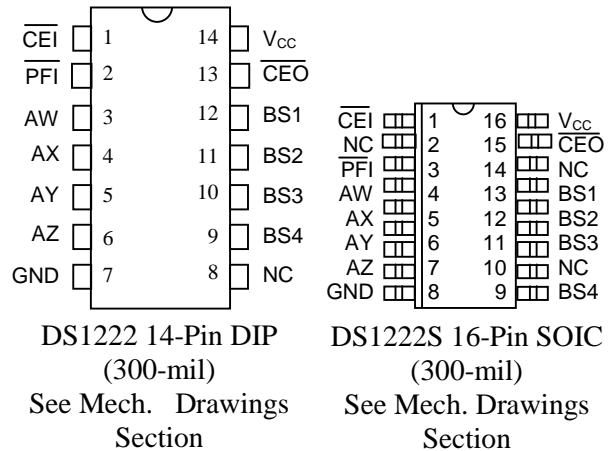 CEI 1 14 VCC
PFI 2 13 CEO
AW 3 12 BS1
AX 4 11 BS2
AY 5 10 BS3
AZ 6 9 BS4
GND 7 8 NC
DS1222 14-Pin DIP
(300-mil)
See Mech. Drawings
Section
CEI 1 16 VCC
NC 2 15 CEO
PFI 3 14 NC
AW 4 13 BS1
AX 5 12 BS2
AY 6 11 BS3
AZ 7 10 NC
GND 8 9 BS4
DS1222S 16-Pin SOIC
(300-mil)
See Mech. Drawings
Section